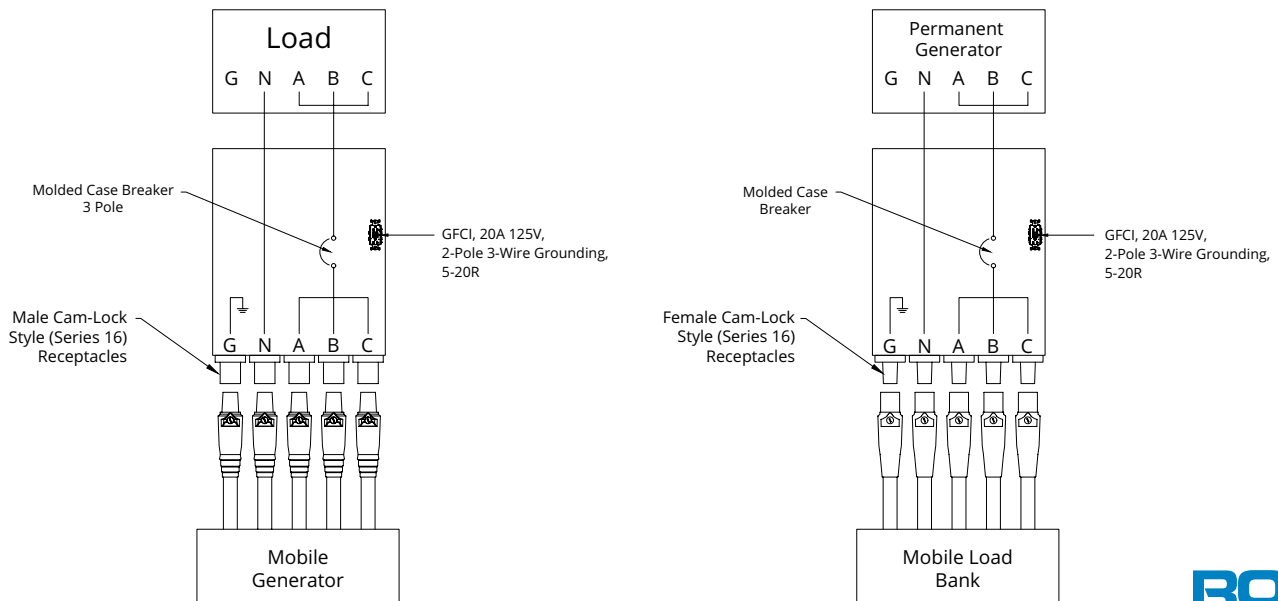 Load
G N A B C
Molded Case Breaker
3 Pole
GFCI, 20A 125V,
2-Pole 3-Wire Grounding,
5-20R
Male Cam-Lock
Style (Series 16)
Receptacles
G N A B C
Mobile
Generator
Permanent
Generator
G N A B C
Molded Case
Breaker
GFCI, 20A 125V,
2-Pole 3-Wire Grounding,
5-20R
Female Cam-Lock
Style (Series 16)
Receptacles
G N A B C
Mobile Load
Bank